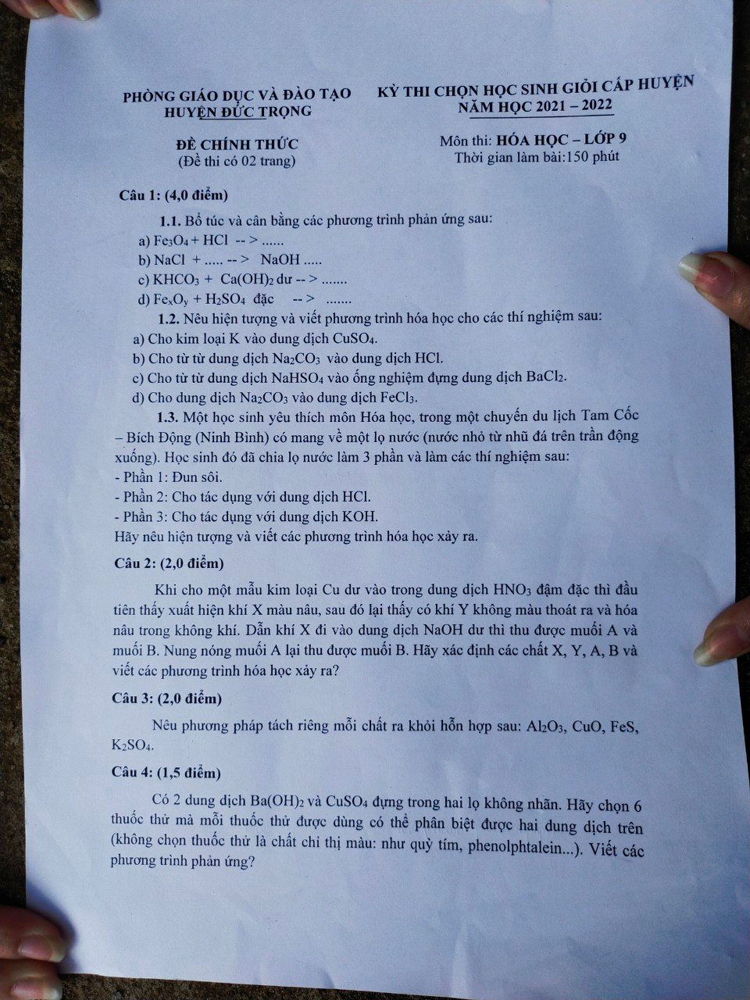 PHÒNG GIÁO DỤC VÀ ĐÀO TẠO
HUYỆN ĐỨC TRỌNG
KỲ THI CHỌN HỌC SINH GIỎI CẤP HUYỆN
NĂM HỌC 2021 – 2022
ĐỀ CHÍNH THỨC
(Đề thi có 02 trang)
Môn thi: HÓA HỌC – LỚP 9
Thời gian làm bài:150 phút
Câu 1: (4,0 điểm)
1.1. Bổ túc và cân bằng các phương trình phản ứng sau:
a) Fe₃O₄ + HCl -- > ......
b) NaCl + ..... -- > NaOH .....
c) KHCO₃ + Ca(OH)₂ dư -- > .......
d) FeₓOᵧ + H₂SO₄ đặc -- > .......
1.2. Nêu hiện tượng và viết phương trình hóa học cho các thí nghiệm sau:
a) Cho kim loại K vào dung dịch CuSO₄.
b) Cho từ từ dung dịch Na₂CO₃ vào dung dịch HCl.
c) Cho từ từ dung dịch NaHSO₄ vào ống nghiệm đựng dung dịch BaCl₂.
d) Cho dung dịch Na₂CO₃ vào dung dịch FeCl₃.
1.3. Một học sinh yêu thích môn Hóa học, trong một chuyến du lịch Tam Cốc
– Bích Động (Ninh Bình) có mang về một lọ nước (nước nhỏ từ nhũ đá trên trần động
xuống). Học sinh đó đã chia lọ nước làm 3 phần và làm các thí nghiệm sau:
- Phần 1: Đun sôi.
- Phần 2: Cho tác dụng với dung dịch HCl.
- Phần 3: Cho tác dụng với dung dịch KOH.
Hãy nêu hiện tượng và viết các phương trình hóa học xảy ra.
Câu 2: (2,0 điểm)
Khi cho một mẫu kim loại Cu dư vào trong dung dịch HNO₃ đậm đặc thì đầu
tiên thấy xuất hiện khí X màu nâu, sau đó lại thấy có khí Y không màu thoát ra và hóa
nâu trong không khí. Dẫn khí X đi vào dung dịch NaOH dư thì thu được muối A và
muối B. Nung nóng muối A lại thu được muối B. Hãy xác định các chất X, Y, A, B và
viết các phương trình hóa học xảy ra?
Câu 3: (2,0 điểm)
Nêu phương pháp tách riêng mỗi chất ra khỏi hỗn hợp sau: Al₂O₃, CuO, FeS,
K₂SO₄.
Câu 4: (1,5 điểm)
Có 2 dung dịch Ba(OH)₂ và CuSO₄ đựng trong hai lọ không nhãn. Hãy chọn 6
thuốc thử mà mỗi thuốc thử được dùng có thể phân biệt được hai dung dịch trên
(không chọn thuốc thử là chất chỉ thị màu: như quỳ tím, phenolphtalein...). Viết các
phương trình phản ứng?